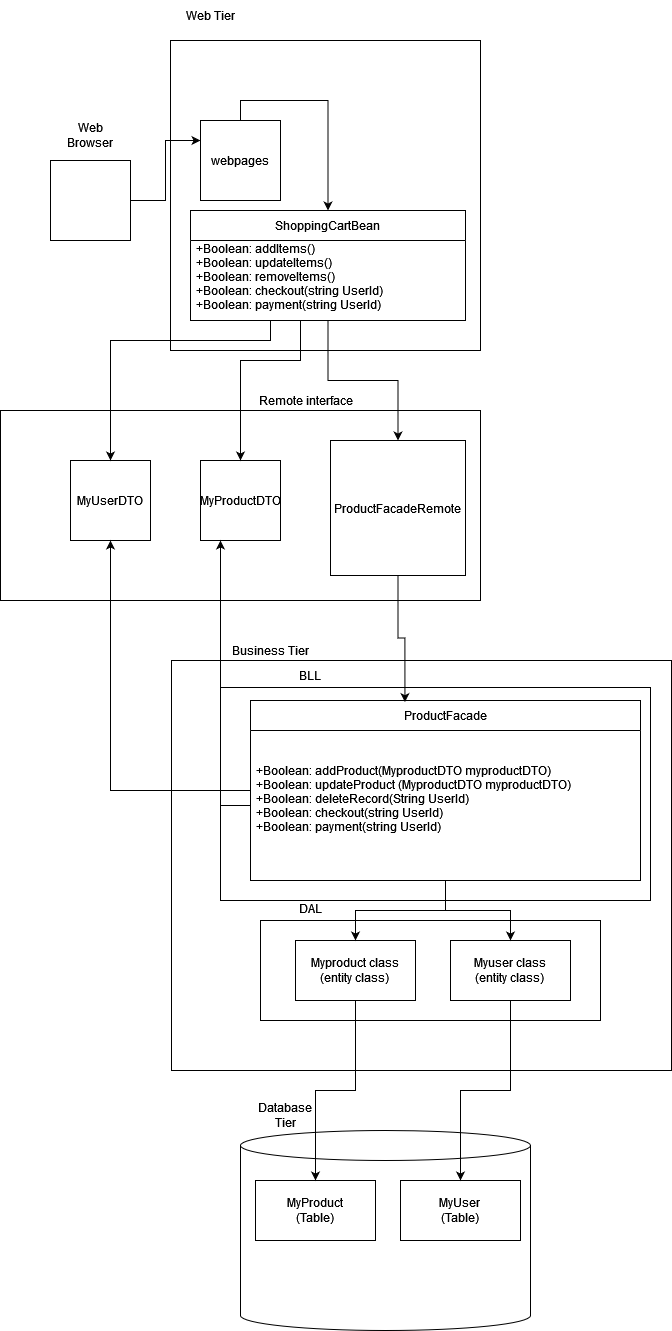 Web Tier
Web
Browser
webpages
ShoppingCartBean
+Boolean: addItems()
+Boolean: updateItems()
+Boolean: removeItems()
+Boolean: checkout(string UserId)
+Boolean: payment(string UserId)
Remote interface
MyUserDTO
MyProductDTO
ProductFacadeRemote
Business Tier
BLL
ProductFacade
+Boolean: addProduct(MyproductDTO myproductDTO)
+Boolean: updateProduct (MyproductDTO myproductDTO)
+Boolean: deleteRecord(String UserId)
+Boolean: checkout(string UserId)
+Boolean: payment(string UserId)
DAL
Myproduct class
(entity class)
Myuser class
(entity class)
Database
Tier
MyProduct
(Table)
MyUser
(Table)